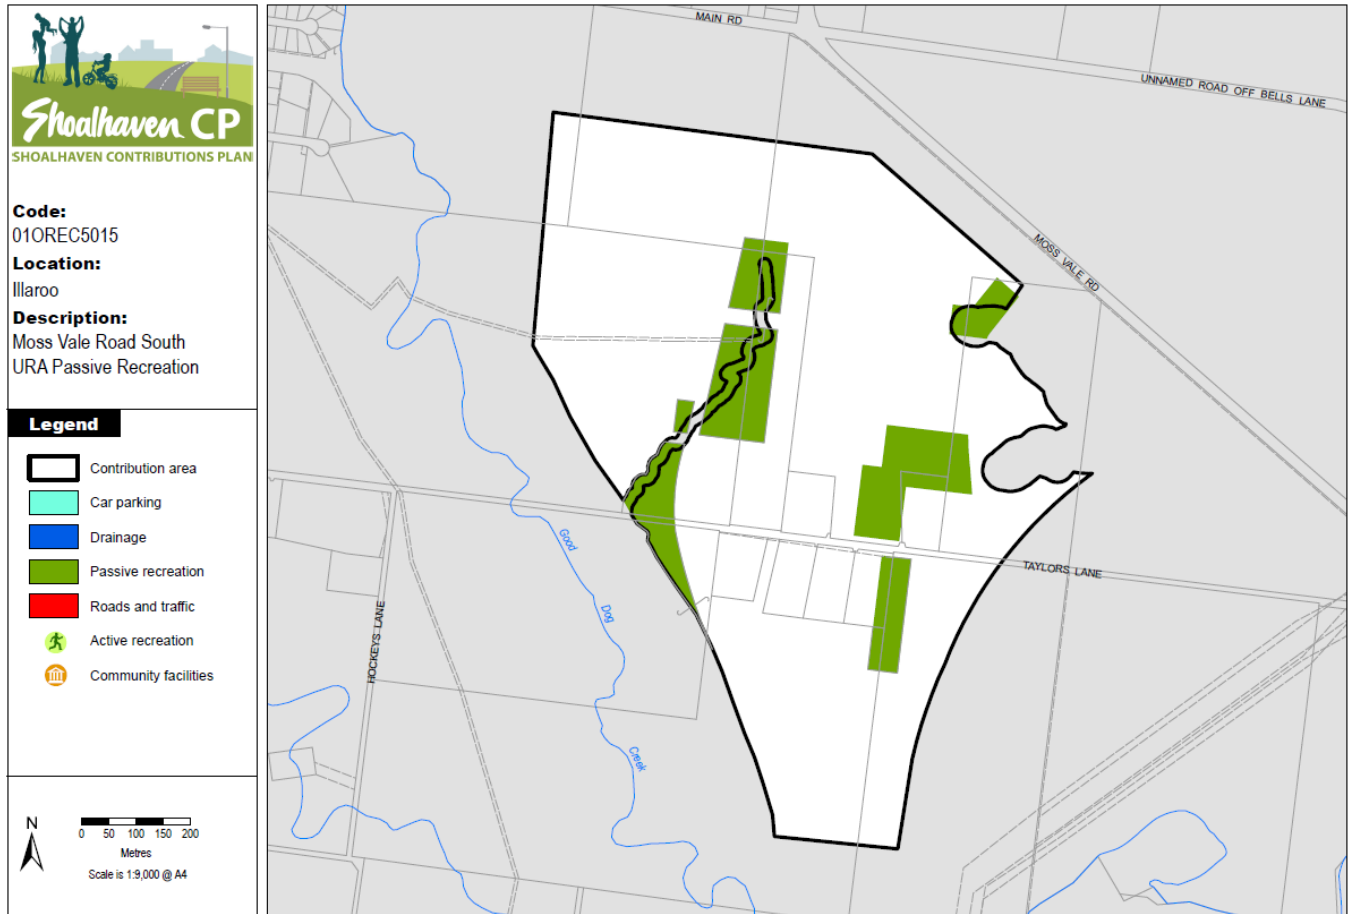 Shoalhaven CP
SHOALHAVEN CONTRIBUTIONS PLAN
Code:
01OREC5015
Location:
Illaroo
Description:
Moss Vale Road South
URA Passive Recreation
Legend
Contribution area
Car parking
Drainage
Passive recreation
Roads and traffic
Active recreation
Community facilities
N
0 50 100 150 200
Metres
Scale is 1:9,000 @ A4
MAIN RD
UNNAMED ROAD OFF BELLS LANE
MOSS VALE RD
TAYLORS LANE
HOCKEYS LANE
Good
Dog
Creek